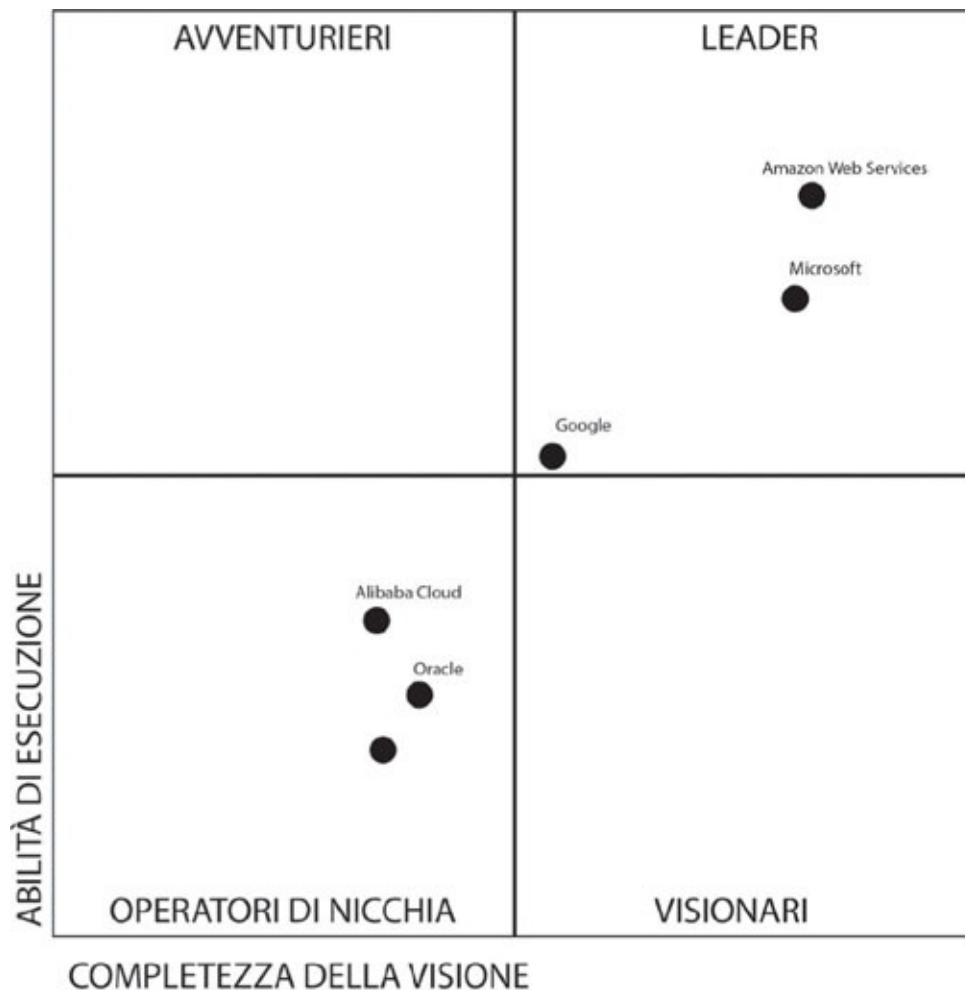 AVVENTURIERI
LEADER
Amazon Web Services
Microsoft
Google
Alibaba Cloud
Oracle
ABILITÀ DI ESECUZIONE
OPERATORI DI NICCHIA
VISIONARI
COMPLETEZZA DELLA VISIONE